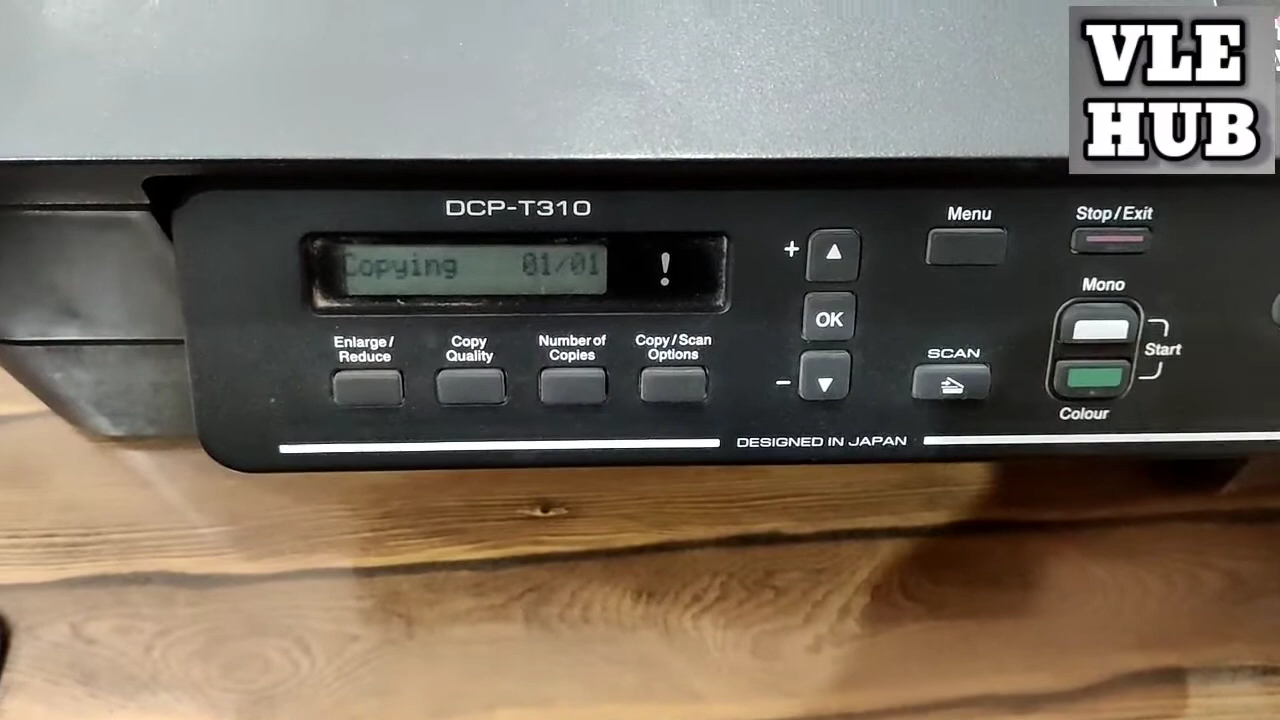 VLE
HUB
DCP-T310
Copying 01/01
!
Enlarge/
Reduce
Copy
Quality
Number of
Copies
Copy/Scan
Options
+
OK
−
Menu
Stop/Exit
Mono
Start
Colour
SCAN
DESIGNED IN JAPAN